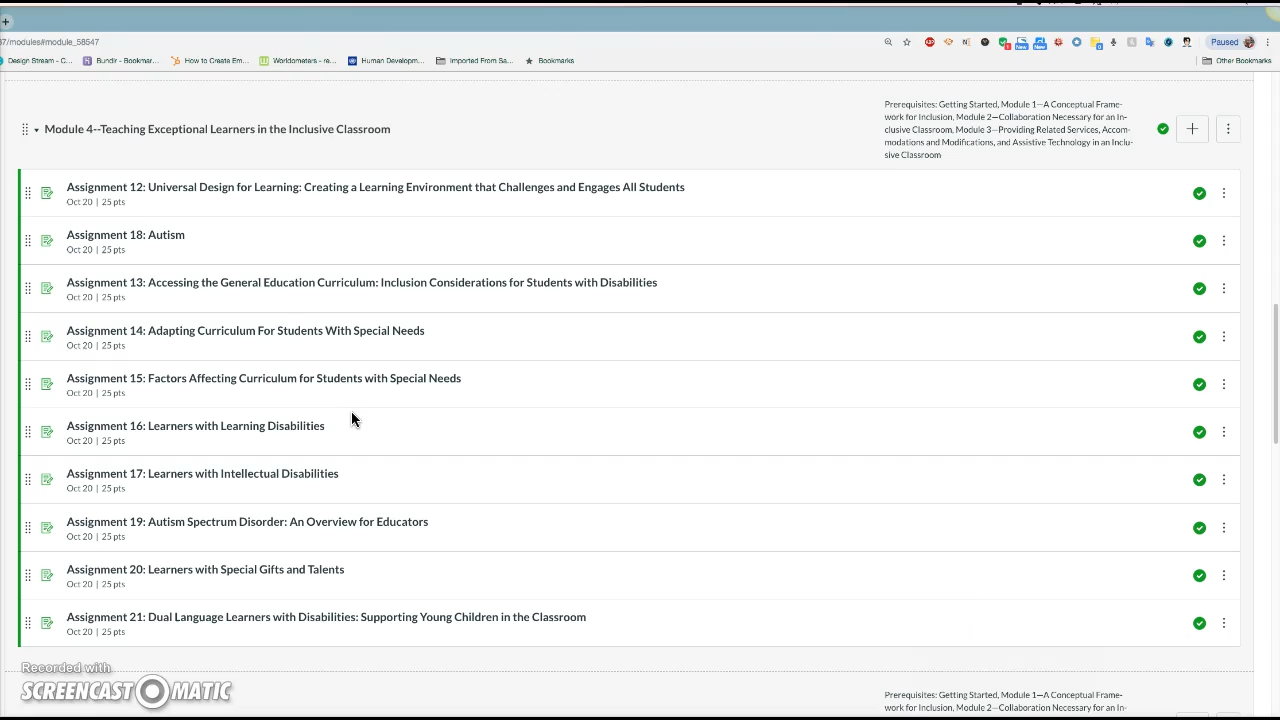 37/modules#module_58547
Paused
Design Stream - C...
Bundlr - Bookmar...
How to Create Em...
Worldometers - re...
Human Developm...
Imported From Sa...
Bookmarks
Other Bookmarks
Module 4--Teaching Exceptional Learners in the Inclusive Classroom
Prerequisites: Getting Started, Module 1—A Conceptual Frame-
work for Inclusion, Module 2—Collaboration Necessary for an In-
clusive Classroom, Module 3—Providing Related Services, Accom-
modations and Modifications, and Assistive Technology in an Inclu-
sive Classroom
Assignment 12: Universal Design for Learning: Creating a Learning Environment that Challenges and Engages All Students
Oct 20 | 25 pts
Assignment 18: Autism
Oct 20 | 25 pts
Assignment 13: Accessing the General Education Curriculum: Inclusion Considerations for Students with Disabilities
Oct 20 | 25 pts
Assignment 14: Adapting Curriculum For Students With Special Needs
Oct 20 | 25 pts
Assignment 15: Factors Affecting Curriculum for Students with Special Needs
Oct 20 | 25 pts
Assignment 16: Learners with Learning Disabilities
Oct 20 | 25 pts
Assignment 17: Learners with Intellectual Disabilities
Oct 20 | 25 pts
Assignment 19: Autism Spectrum Disorder: An Overview for Educators
Oct 20 | 25 pts
Assignment 20: Learners with Special Gifts and Talents
Oct 20 | 25 pts
Assignment 21: Dual Language Learners with Disabilities: Supporting Young Children in the Classroom
Oct 20 | 25 pts
Recorded with
SCREENCAST MATIC
Prerequisites: Getting Started, Module 1—A Conceptual Frame-
work for Inclusion, Module 2—Collaboration Necessary for an In-